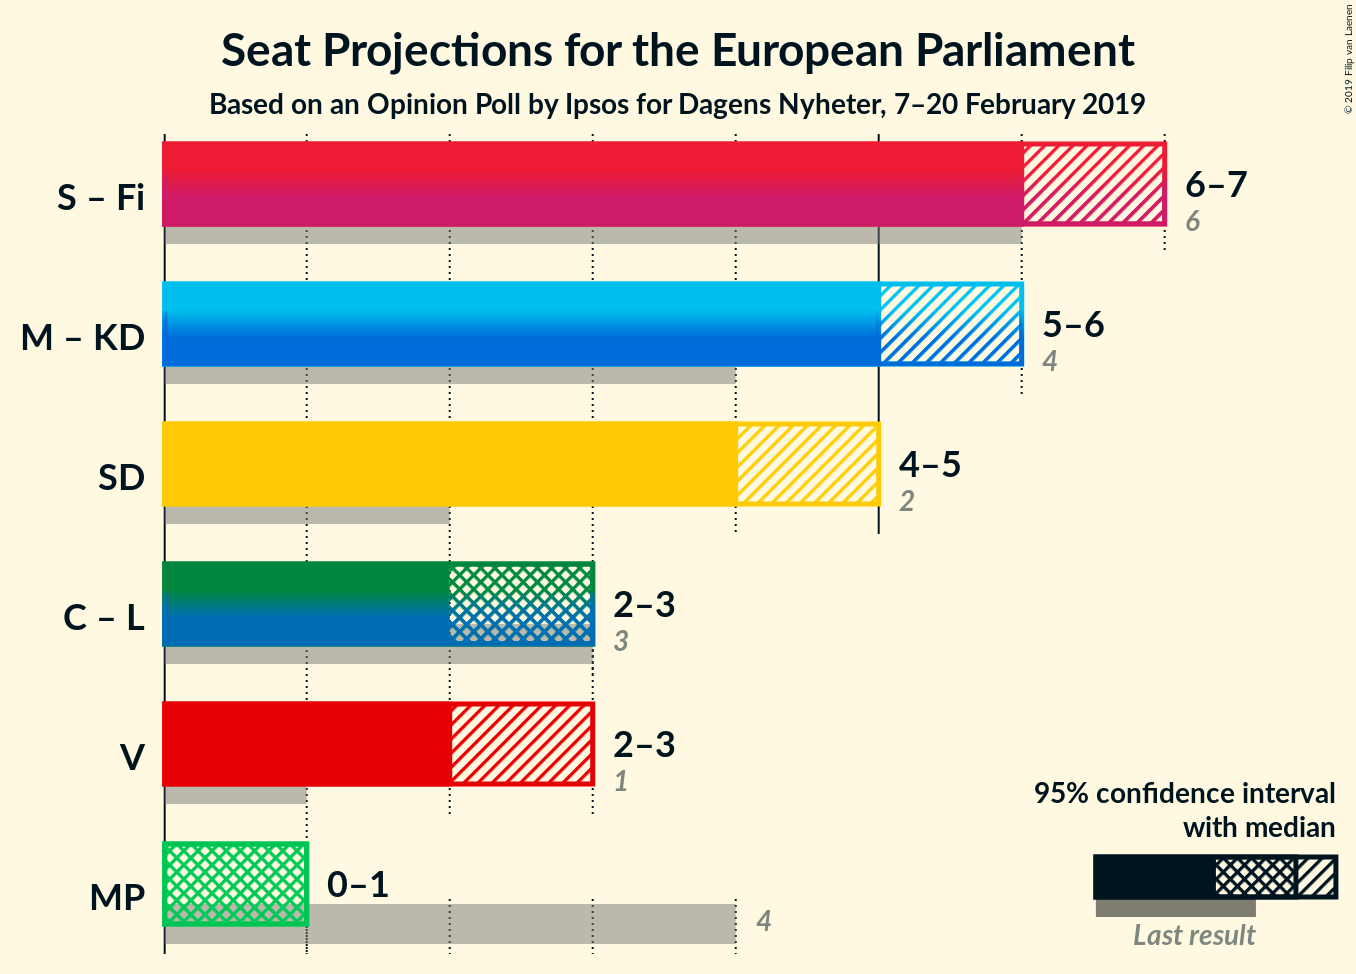 Seat Projections for the European Parliament
Based on an Opinion Poll by Ipsos for Dagens Nyheter, 7–20 February 2019
© 2019 Filip van Laenen
S – Fi
6–7
6
M – KD
5–6
4
SD
4–5
2
C – L
2–3
3
V
2–3
1
MP
0–1
4
95% confidence interval
with median
Last result